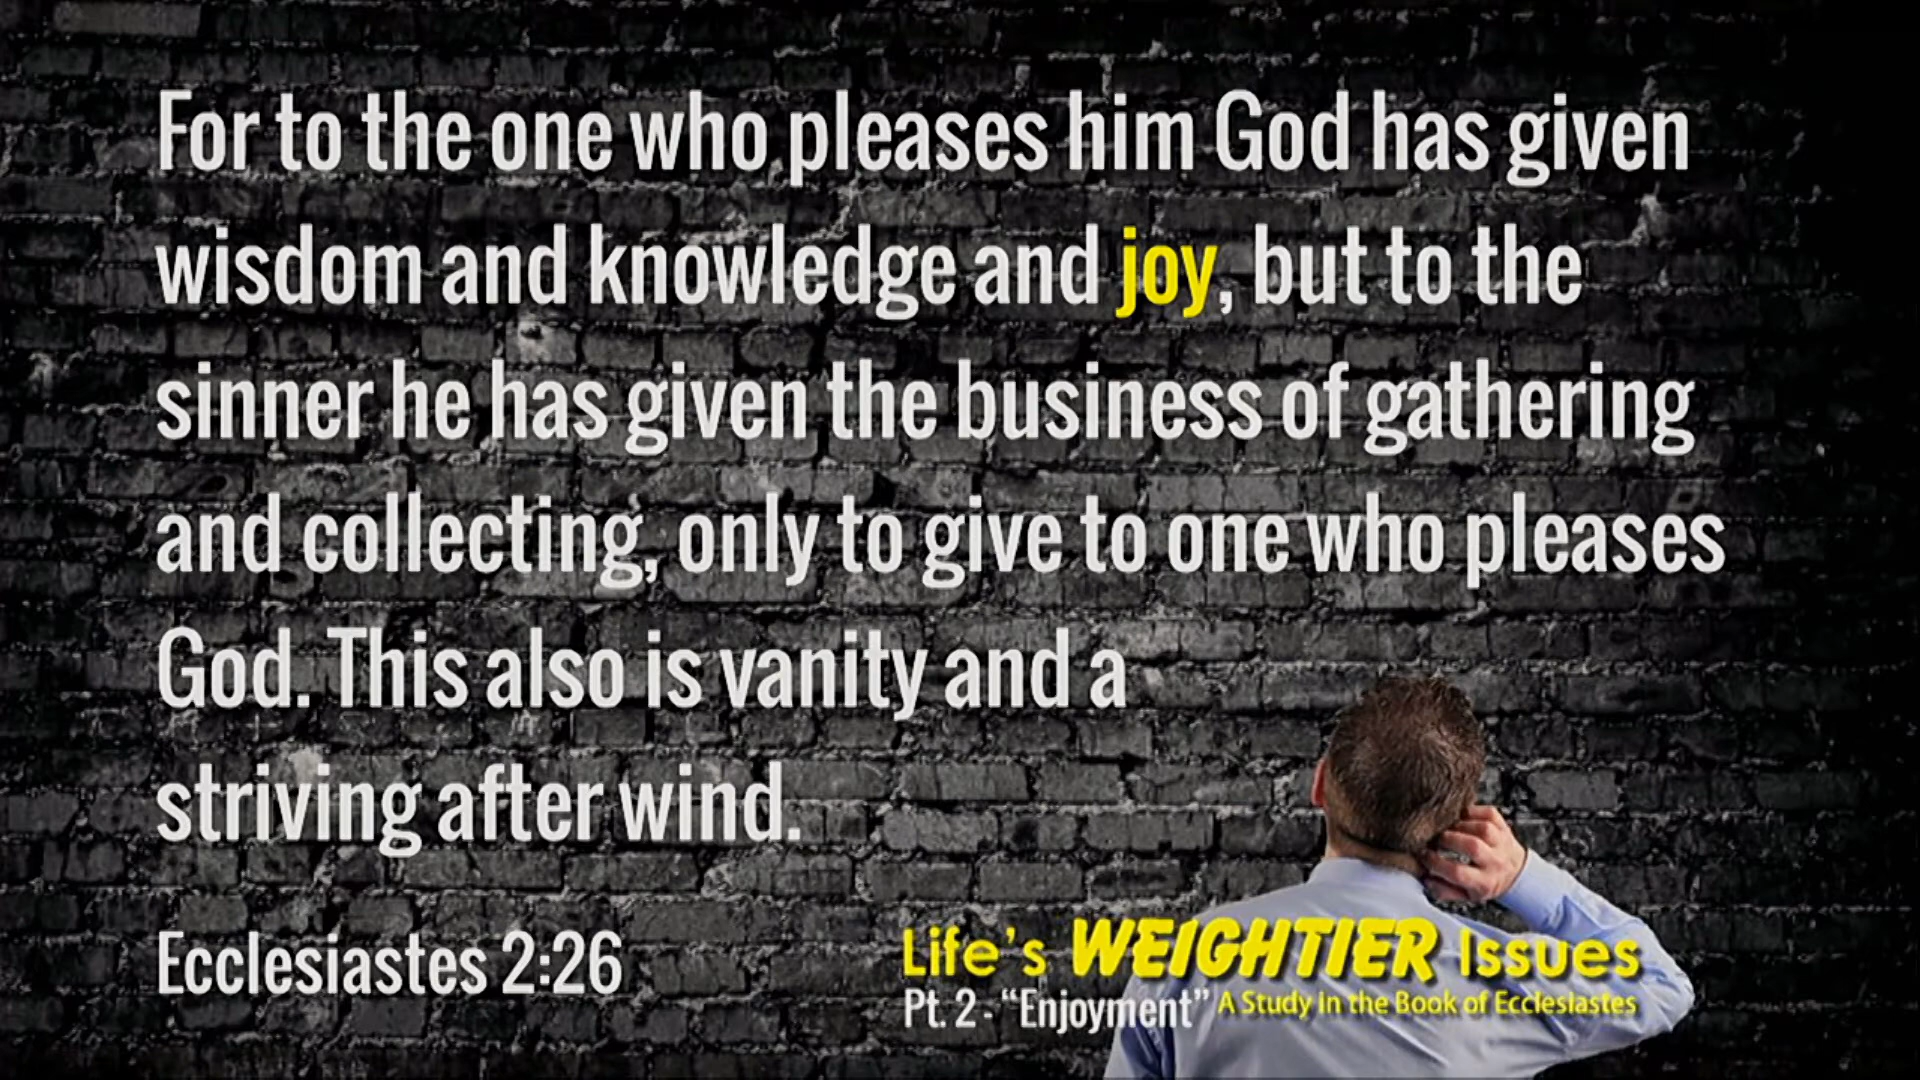 For to the one who pleases him God has given
wisdom and knowledge and joy, but to the
sinner he has given the business of gathering
and collecting, only to give to one who pleases
God. This also is vanity and a
striving after wind.
Ecclesiastes 2:26
Life's WEIGHTIER Issues
Pt. 2 - “Enjoyment” A Study in the Book of Ecclesiastes